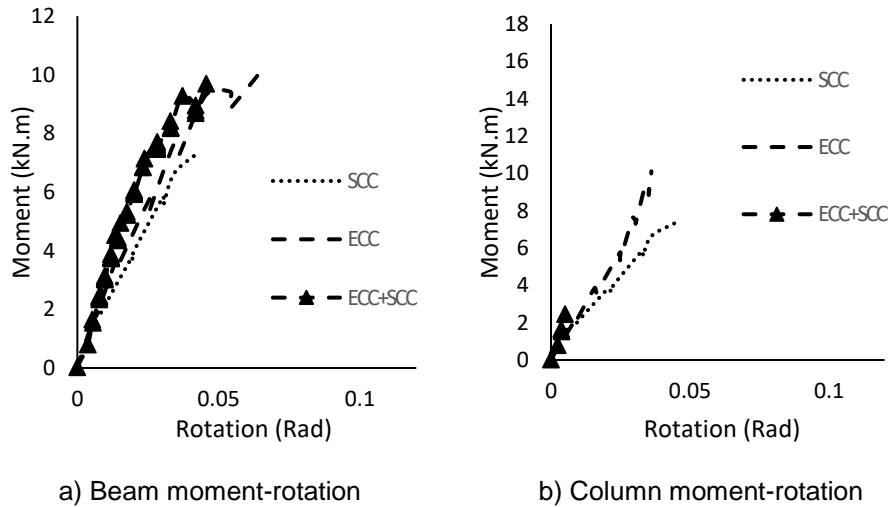 12
10
8
6
4
2
0
Moment (kN.m)
0
0.05
0.1
Rotation (Rad)
SCC
ECC
ECC+SCC
a) Beam moment-rotation
18
16
14
12
10
8
6
4
2
0
Moment (kN.m)
0
0.05
0.1
Rotation (Rad)
SCC
ECC
ECC+SCC
b) Column moment-rotation